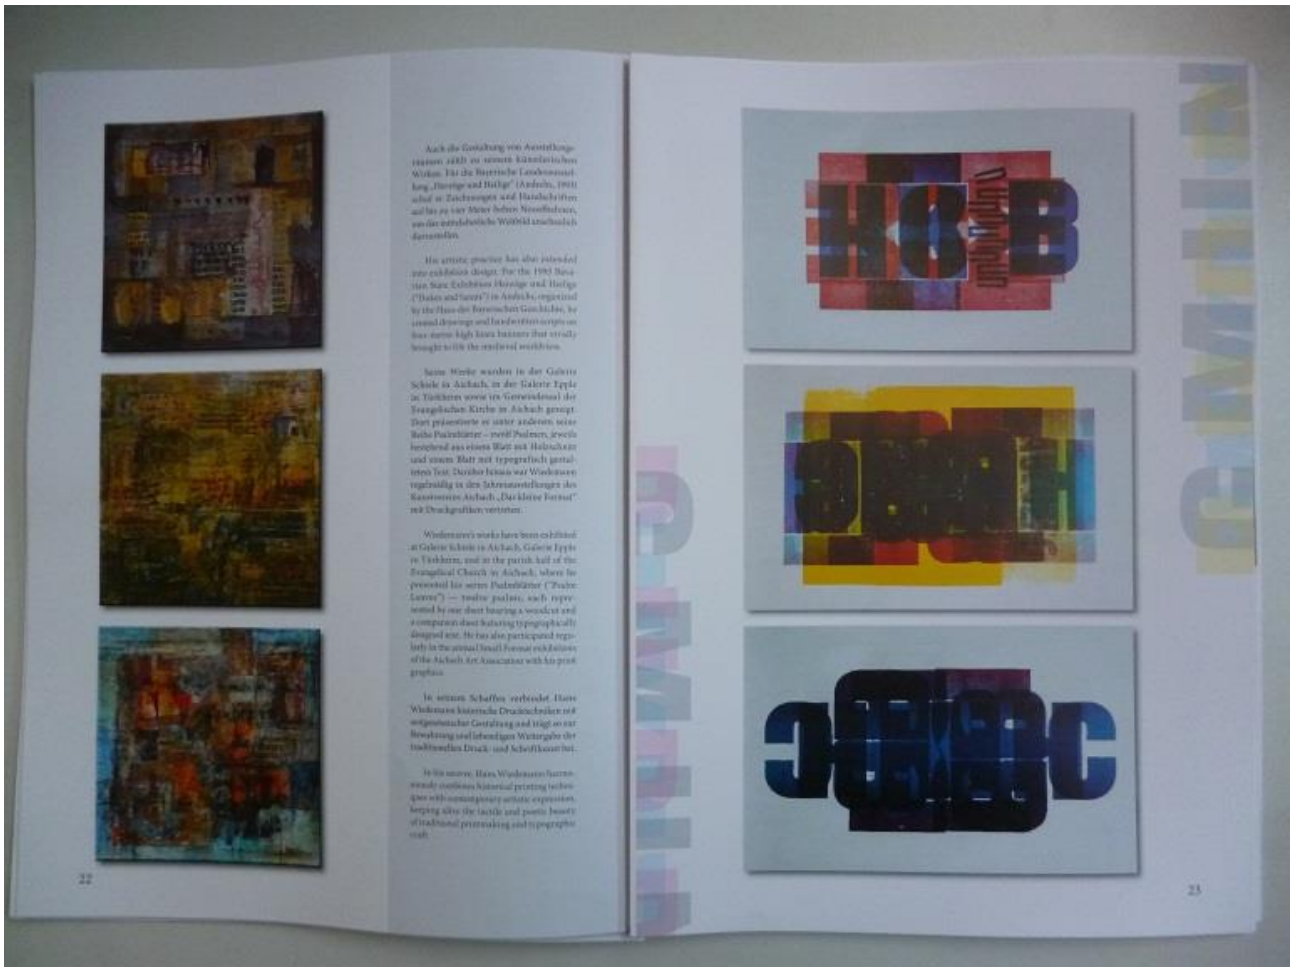 Auch die Gestaltung von Ausstellungs-
räumen zählt zu seinem künstlerischen
Wirken. Für die Bayerische Landesausstel-
lung „Herzöge und Heilige“ (Andechs, 1993)
schuf er Zeichnungen und Handschriften
auf bis zu vier Meter hohen Nesselbahnen,
um das mittelalterliche Weltbild anschaulich
darzustellen.
His artistic practice has also extended
into exhibition design. For the 1993 Bava-
rian State Exhibition Herzöge und Heilige
("Dukes and Saints") in Andechs, organized
by the Haus der Bayerischen Geschichte, he
created drawings and handwritten scripts on
four-metre-high linen banners that vividly
brought to life the medieval worldview.
Seine Werke wurden in der Galerie
Schiele in Aichach, in der Galerie Epple
in Türkheim sowie im Gemeindesaal der
Evangelischen Kirche in Aichach gezeigt.
Dort präsentierte er unter anderem seine
Reihe Psalmblätter – zwölf Psalmen, jeweils
bestehend aus einem Blatt mit Holzschnitt
und einem Blatt mit typografisch gestal-
tetem Text. Darüber hinaus war Wiedemann
regelmäßig in den Jahresausstellungen des
Kunstvereins Aichach „Das kleine Format“
mit Druckgrafiken vertreten.
Wiedemann's works have been exhibited
at Galerie Schiele in Aichach, Galerie Epple
in Türkheim, and in the parish hall of the
Evangelical Church in Aichach, where he
presented his series Psalmblätter ("Psalm
Leaves") — twelve psalms, each repre-
sented by one sheet bearing a woodcut and
a companion sheet featuring typographically
designed text. He has also participated regu-
larly in the annual Small Format exhibitions
of the Aichach Art Association with his print
graphics.
In seinem Schaffen verbindet Hans
Wiedemann historische Drucktechniken mit
zeitgenössischer Gestaltung und trägt so zur
Bewahrung und lebendigen Weitergabe der
traditionellen Druck- und Schriftkunst bei.
In his oeuvre, Hans Wiedemann harmo-
niously combines historical printing techni-
ques with contemporary artistic expression,
keeping alive the tactile and poetic beauty
of traditional printmaking and typographic
craft.
22
H
B
23